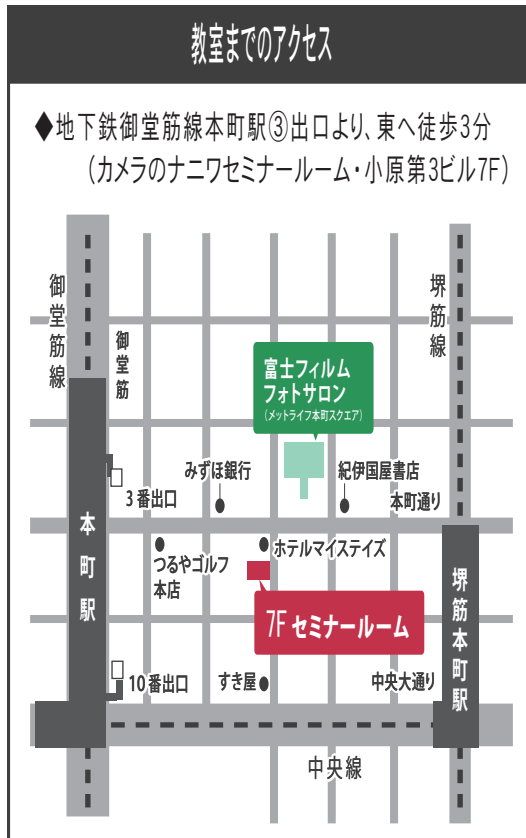 教室までのアクセス
◆地下鉄御堂筋線本町駅③出口より、東へ徒歩3分
(カメラのナニワセミナールーム・小原第3ビル7F)
御堂筋線
御堂筋
堺筋線
富士フィルム
フォトサロン
(メットライフ本町スクエア)
みずほ銀行
紀伊国屋書店
3番出口
本町通り
本町駅
つるやゴルフ
本店
ホテルマイステイズ
堺筋本町駅
7F セミナールーム
10番出口
すき屋
中央大通り
中央線